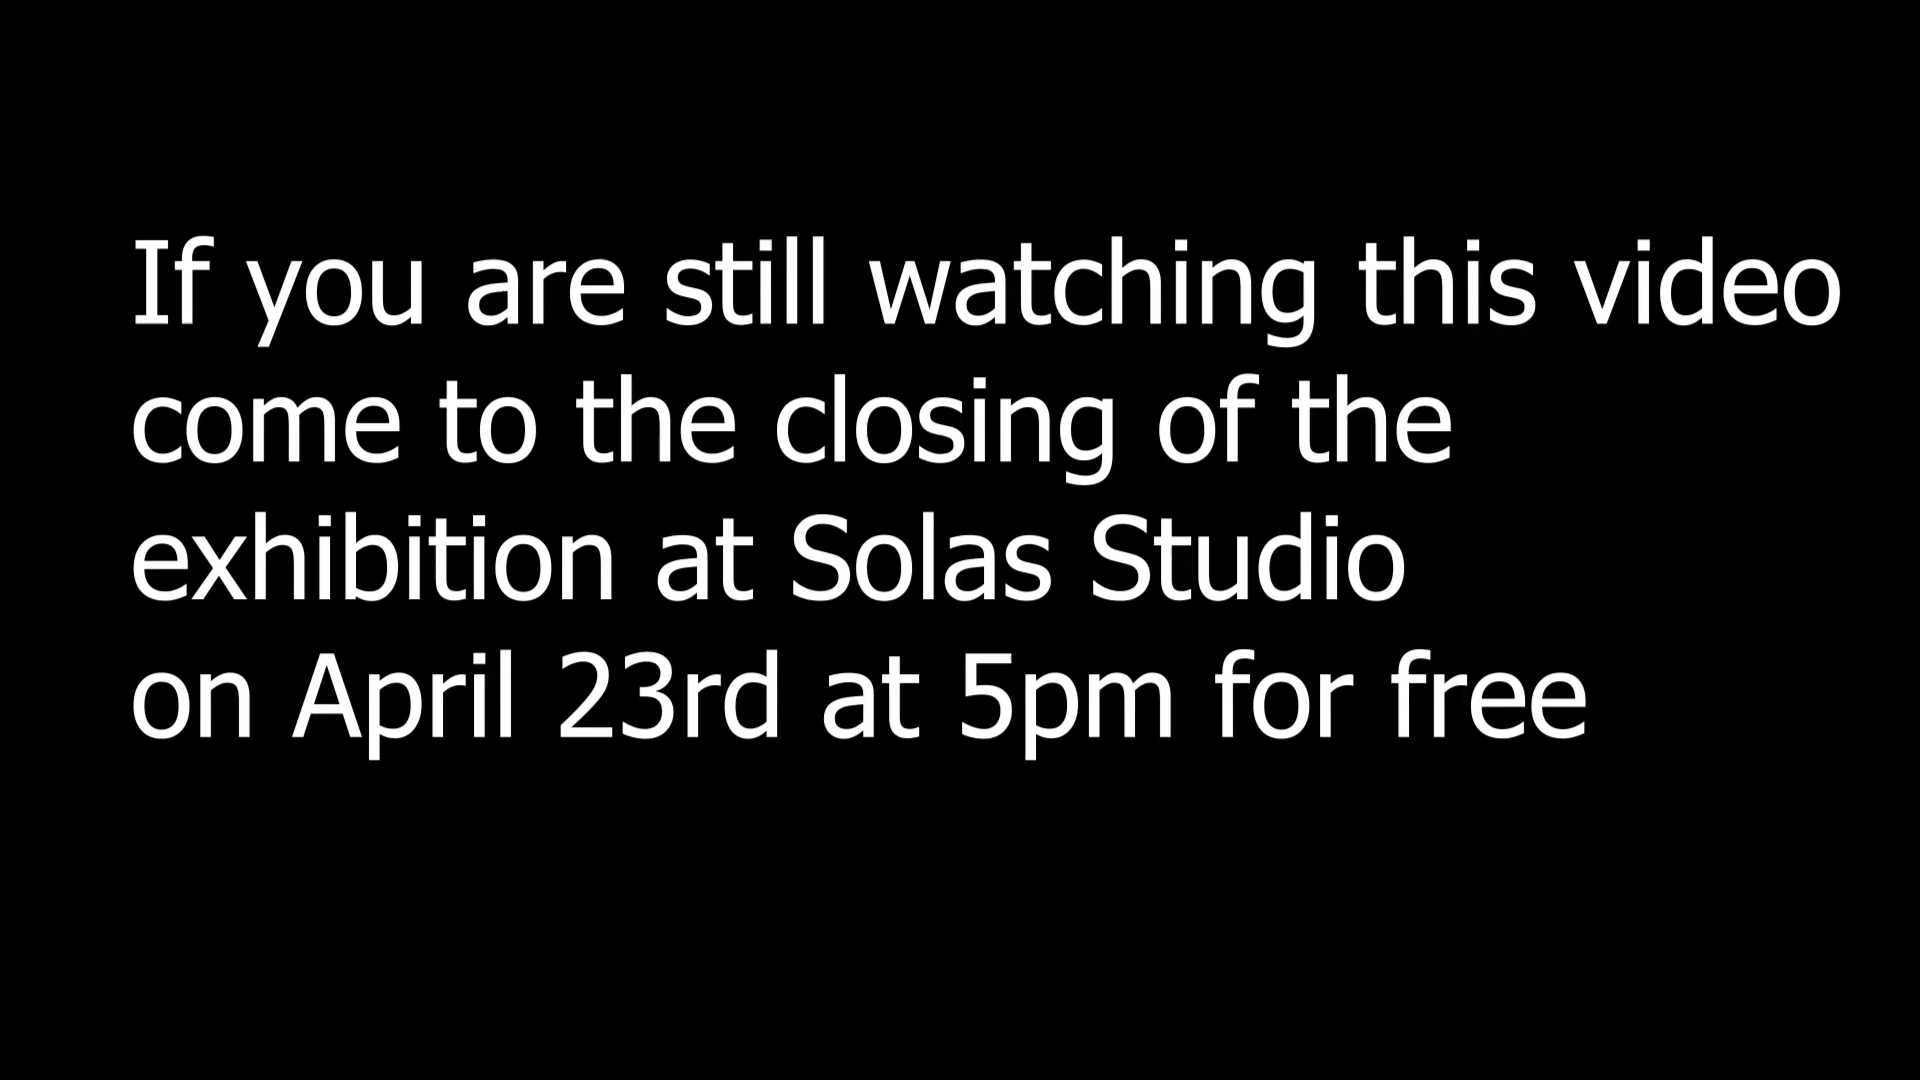 If you are still watching this video
come to the closing of the
exhibition at Solas Studio
on April 23rd at 5pm for free